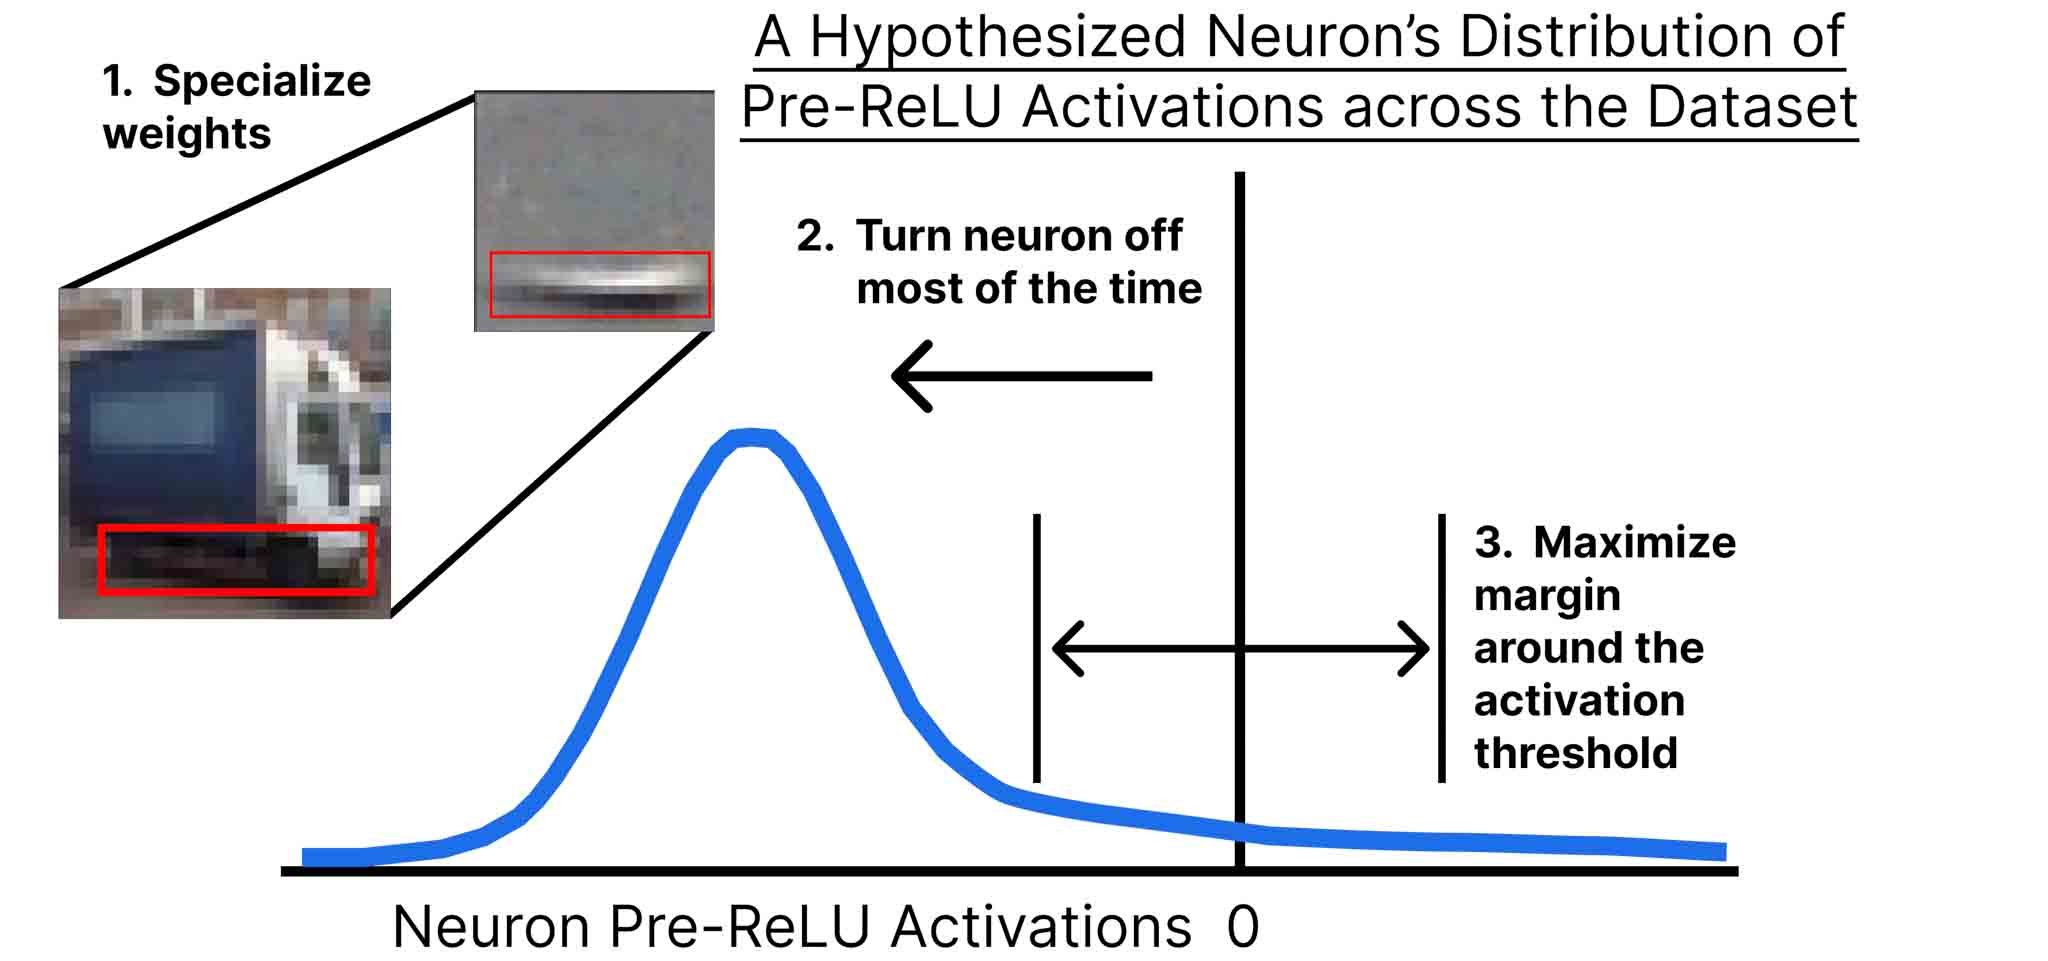 A Hypothesized Neuron’s Distribution of
Pre-ReLU Activations across the Dataset
1. Specialize
weights
2. Turn neuron off
most of the time
3. Maximize
margin
around the
activation
threshold
Neuron Pre-ReLU Activations 0